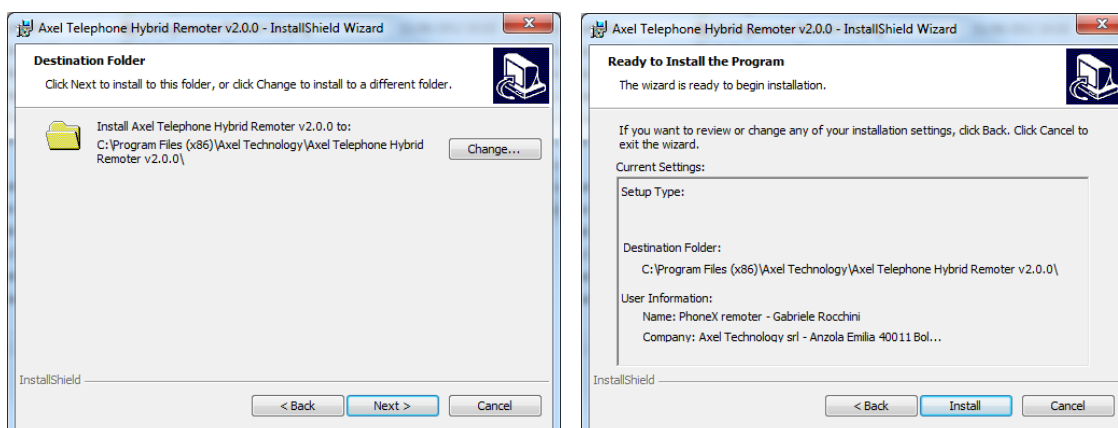 Axel Telephone Hybrid Remoter v2.0.0 - InstallShield Wizard
Destination Folder
Click Next to install to this folder, or click Change to install to a different folder.
Install Axel Telephone Hybrid Remoter v2.0.0 to:
C:\Program Files (x86)\Axel Technology\Axel Telephone Hybrid
Remoter v2.0.0\
Change...
InstallShield
< Back
Next >
Cancel
Axel Telephone Hybrid Remoter v2.0.0 - InstallShield Wizard
Ready to Install the Program
The wizard is ready to begin installation.
If you want to review or change any of your installation settings, click Back. Click Cancel to
exit the wizard.
Current Settings:
Setup Type:
Destination Folder:
C:\Program Files (x86)\Axel Technology\Axel Telephone Hybrid Remoter v2.0.0\
User Information:
Name: PhoneX remoter - Gabriele Rocchini
Company: Axel Technology srl - Anzola Emilia 40011 Bol...
InstallShield
< Back
Install
Cancel